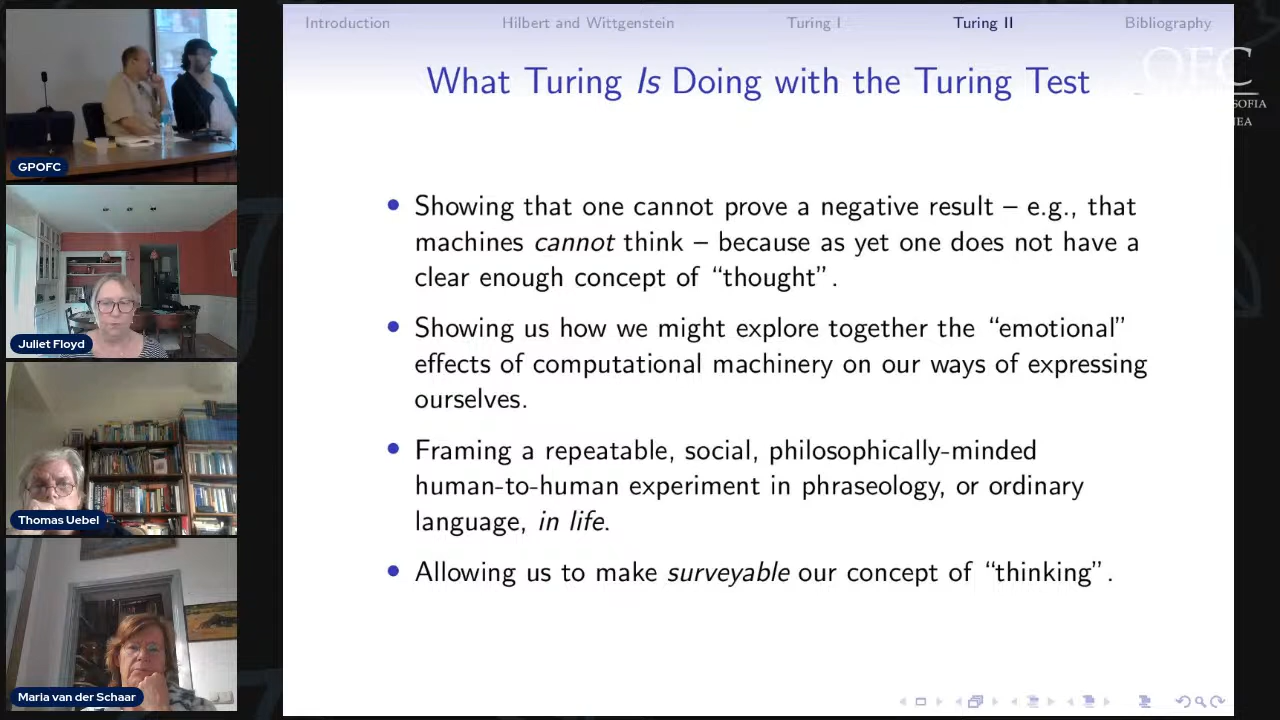 Introduction
Hilbert and Wittgenstein
Turing I
Turing II
Bibliography
What Turing Is Doing with the Turing Test
• Showing that one cannot prove a negative result – e.g., that
machines cannot think – because as yet one does not have a
clear enough concept of “thought”.
• Showing us how we might explore together the “emotional”
effects of computational machinery on our ways of expressing
ourselves.
• Framing a repeatable, social, philosophically-minded
human-to-human experiment in phraseology, or ordinary
language, in life.
• Allowing us to make surveyable our concept of “thinking”.
GPOFC
Juliet Floyd
Thomas Uebel
Maria van der Schaar